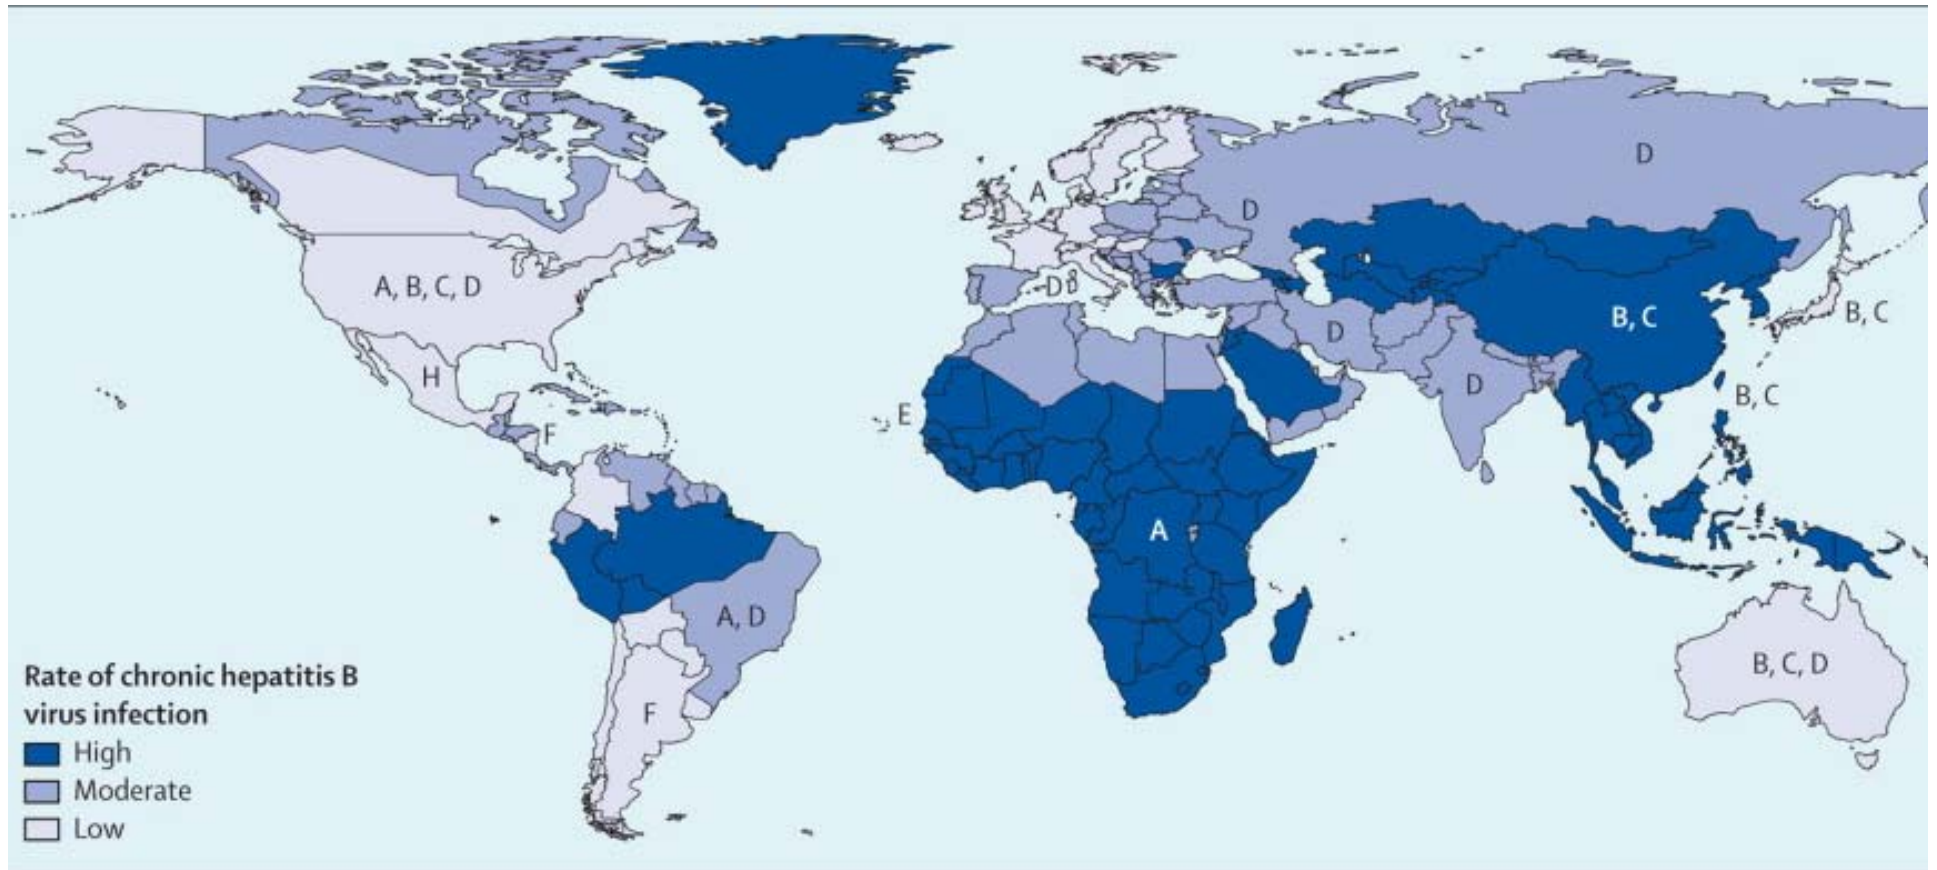 A
D
D
A, B, C, D
D
D
B, C
B, C
H
D
B, C
E
F
A
A, D
B, C, D
F
Rate of chronic hepatitis B
virus infection
High
Moderate
Low